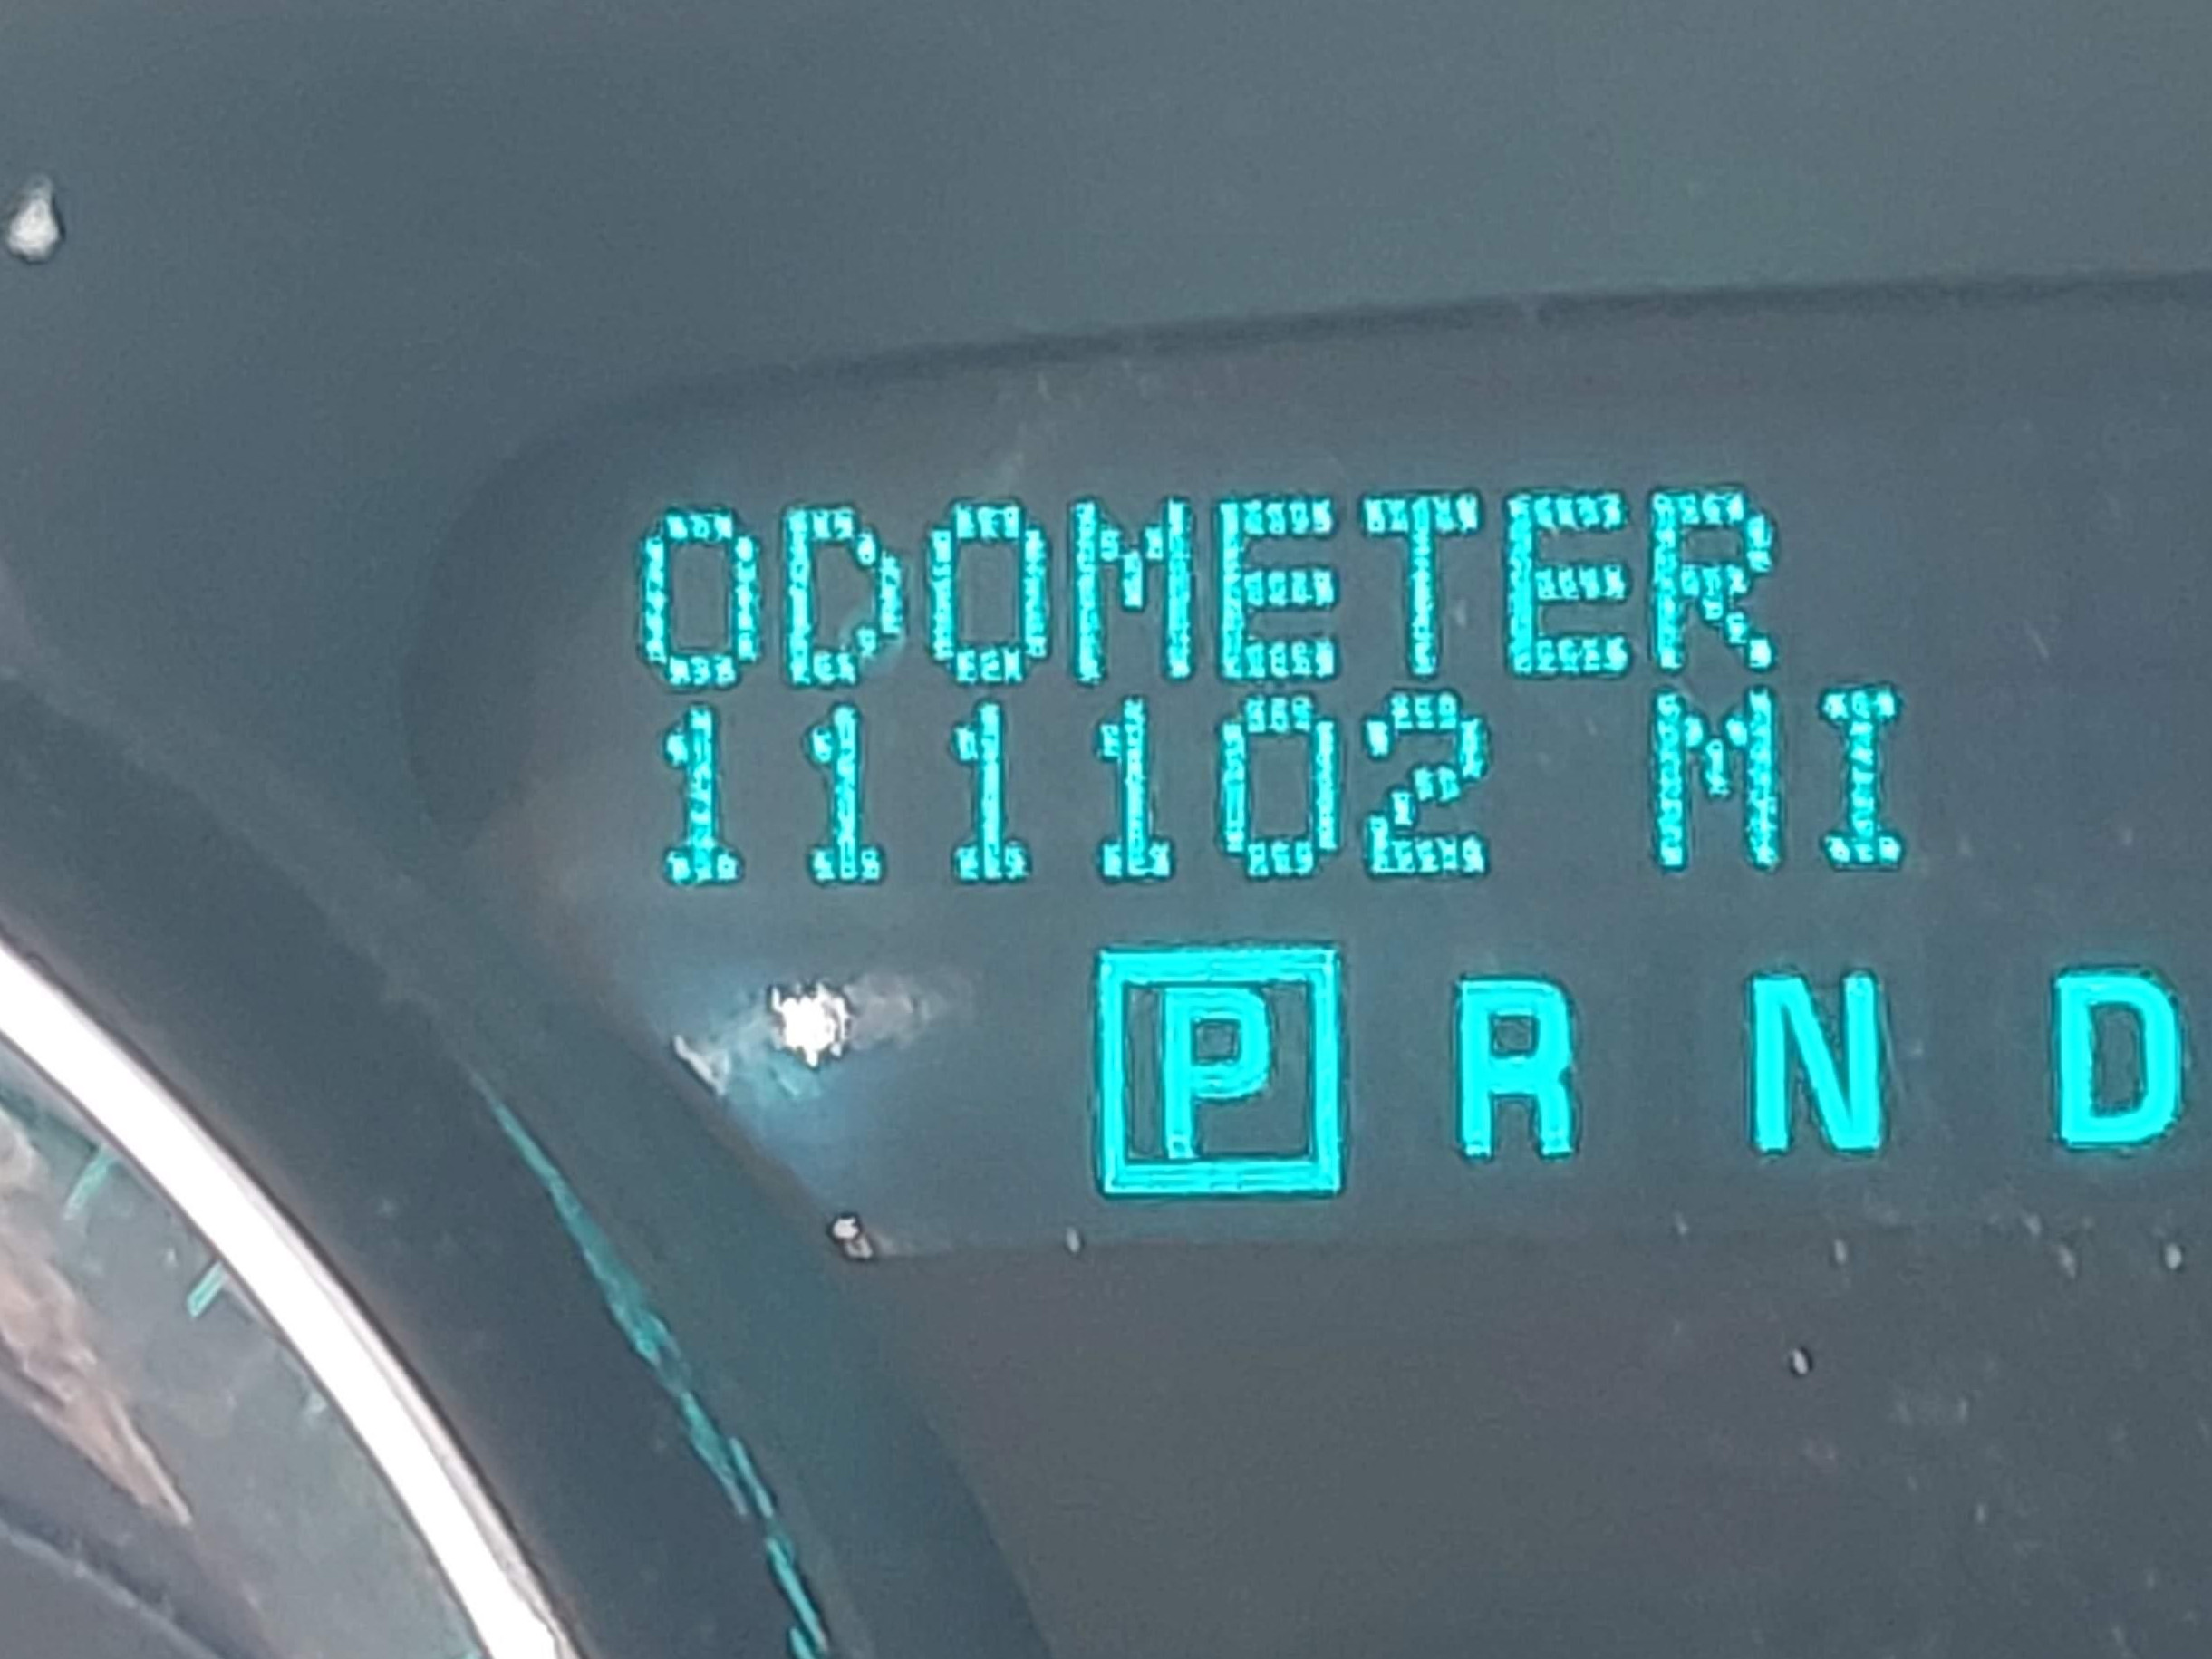 ODOMETER
111102 MI
P R N D